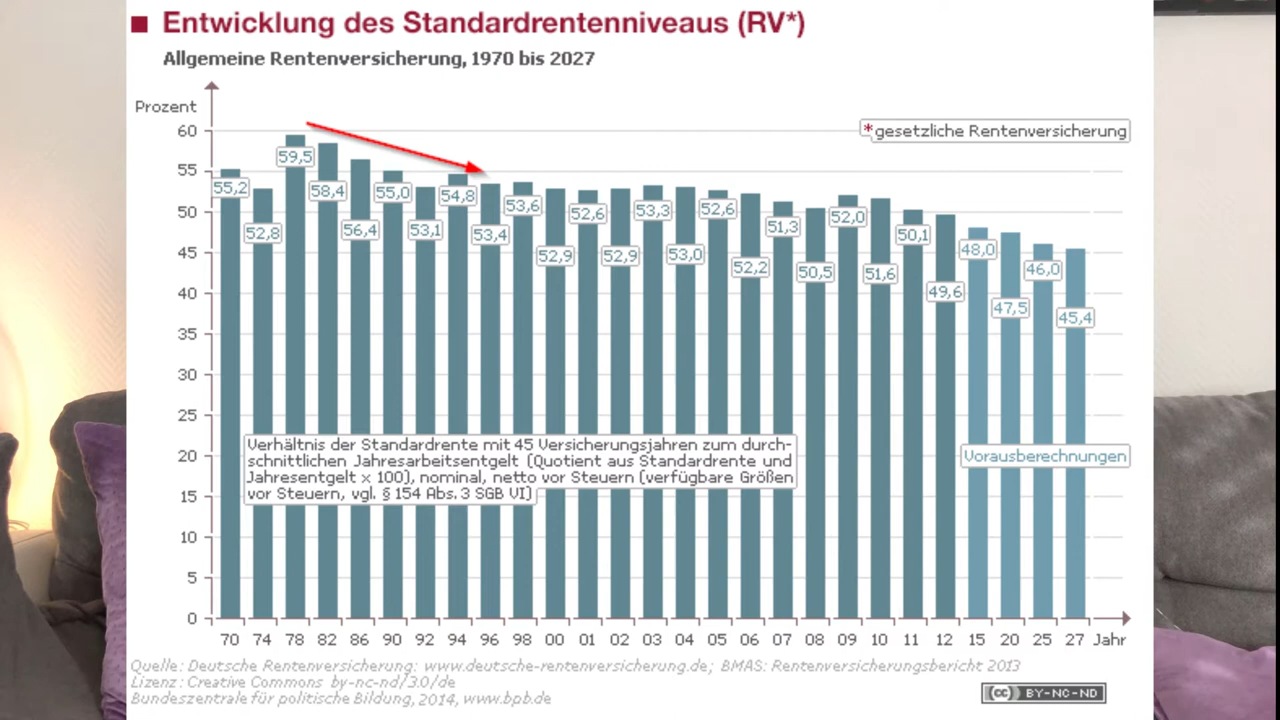 Entwicklung des Standardrentenniveaus (RV*)
Allgemeine Rentenversicherung, 1970 bis 2027
Prozent
*gesetzliche Rentenversicherung
60
55
50
45
40
35
30
25
20
15
10
5
0
55,2
52,8
59,5
58,4
56,4
55,0
53,1
54,8
53,4
53,6
52,9
52,6
52,9
53,3
53,0
52,6
52,2
51,3
50,5
52,0
51,6
50,1
49,6
48,0
47,5
46,0
45,4
Verhältnis der Standardrente mit 45 Versicherungsjahren zum durch-
schnittlichen Jahresarbeitsentgelt (Quotient aus Standardrente und
Jahresentgelt x 100), nominal, netto vor Steuern (verfügbare Größen
vor Steuern, vgl. § 154 Abs. 3 SGB VI)
Vorausberechnungen
70 74 78 82 86 90 92 94 96 98 00 01 02 03 04 05 06 07 08 09 10 11 12 15 20 25 27 Jahr
Quelle: Deutsche Rentenversicherung: www.deutsche-rentenversicherung.de; BMAS: Rentenversicherungsbericht 2013
Lizenz: Creative Commons by-nc-nd/3.0/de
Bundeszentrale für politische Bildung, 2014, www.bpb.de
cc BY-NC-ND